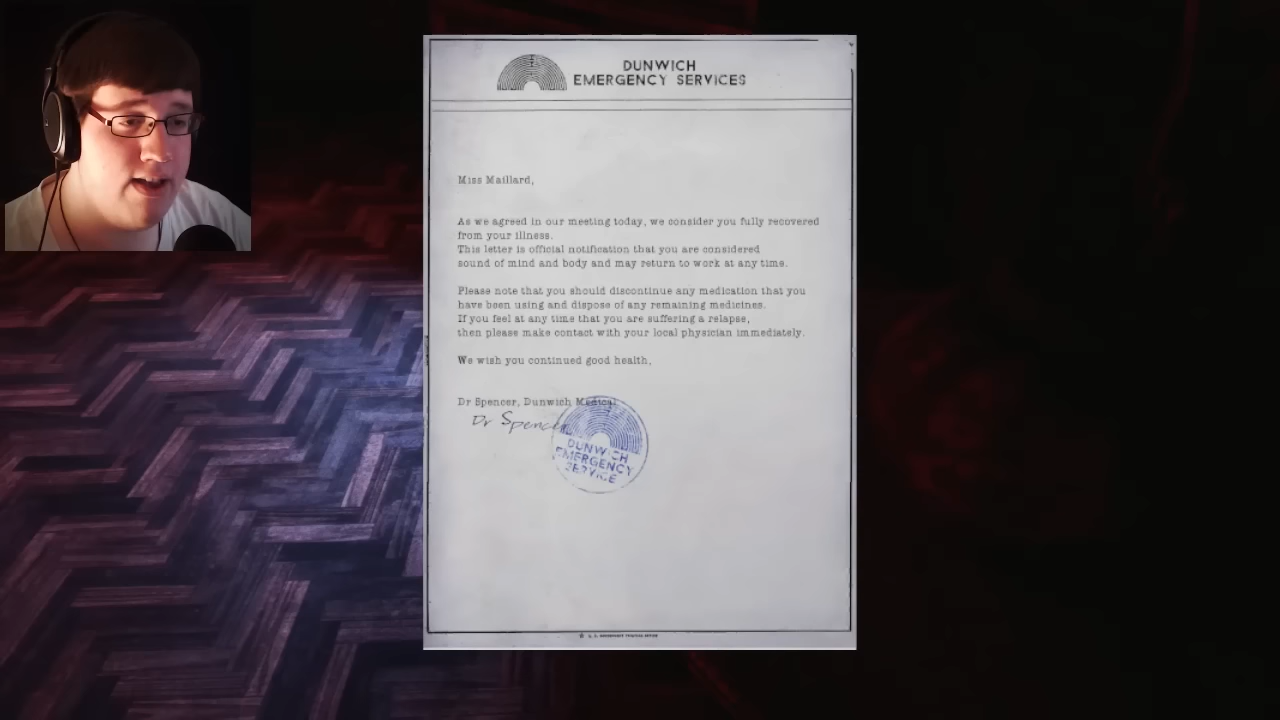 DUNWICH
EMERGENCY SERVICES
Miss Maillard,
As we agreed in our meeting today, we consider you fully recovered
from your illness.
This letter is official notification that you are considered
sound of mind and body and may return to work at any time.
Please note that you should discontinue any medication that you
have been using and dispose of any remaining medicines.
If you feel at any time that you are suffering a relapse,
then please make contact with your local physician immediately.
We wish you continued good health,
Dr Spencer, Dunwich Medical
Dr Spencer
DUNWICH
EMERGENCY
SERVICE